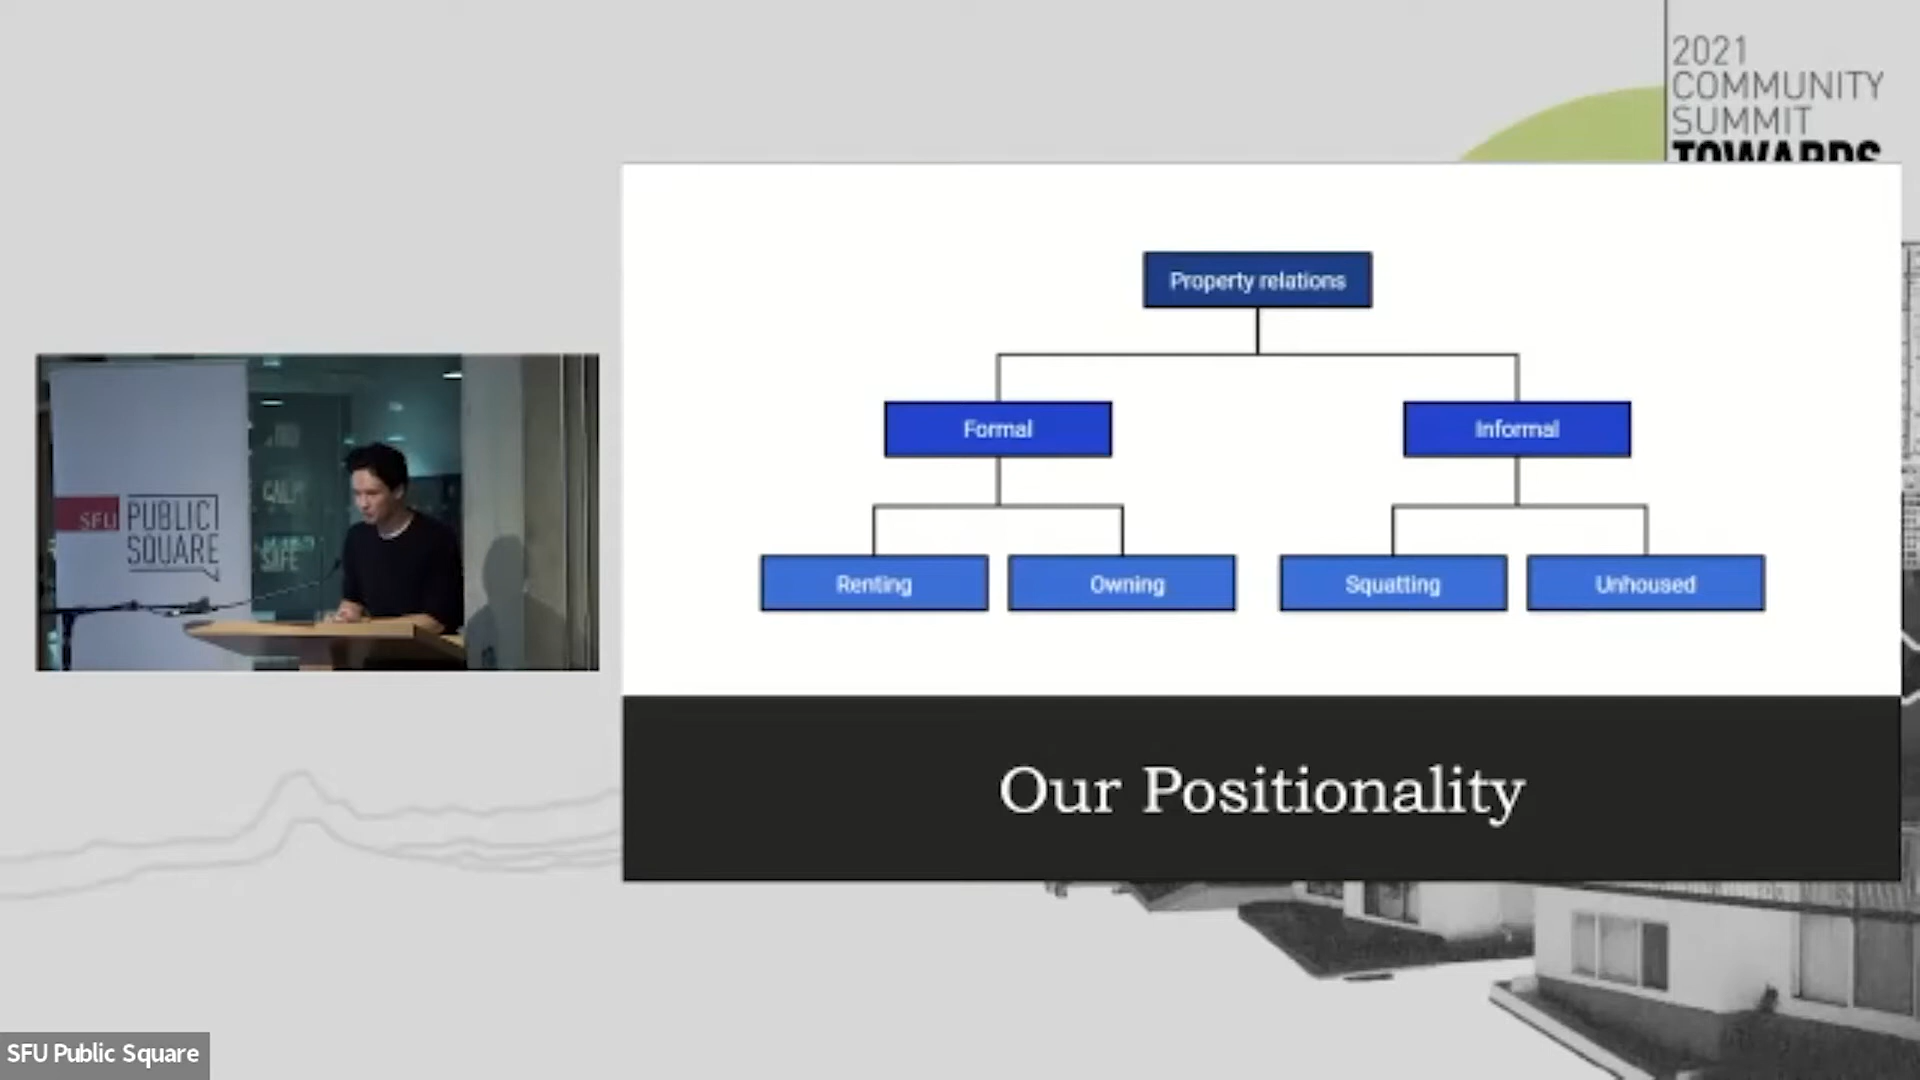 2021
COMMUNITY
SUMMIT
TOWARDS
Property relations
Formal
Informal
Renting
Owning
Squatting
Unhoused
Our Positionality
SFU
PUBLIC
SQUARE
SAFE
SFU Public Square